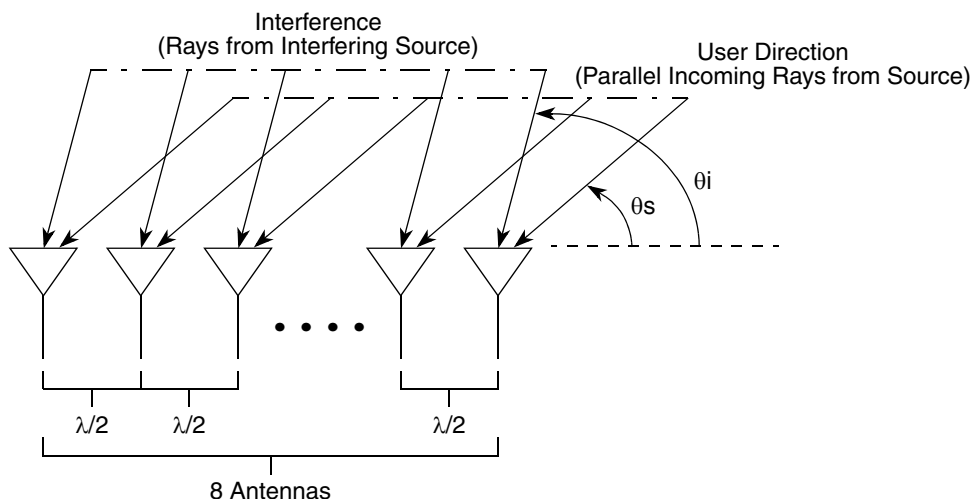 Interference
(Rays from Interfering Source)
User Direction
(Parallel Incoming Rays from Source)
θi
θs
λ/2
λ/2
λ/2
8 Antennas